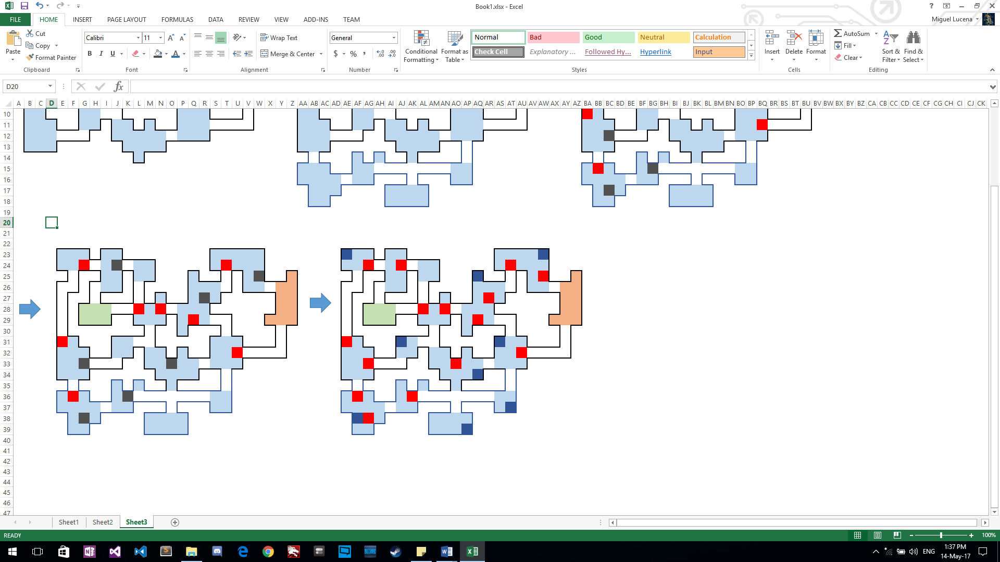 Book1.xlsx - Excel
FILE HOME INSERT PAGE LAYOUT FORMULAS DATA REVIEW VIEW ADD-INS TEAM Miguel Lucena
Paste Cut Copy Format Painter Clipboard
Calibri 11 B I U A A A Font
Wrap Text Merge & Center Alignment
General $ % , Number
Conditional Formatting Format as Table
Normal Bad Good Neutral Calculation
Check Cell Explanatory ... Followed Hy... Hyperlink Input
Styles
Insert Delete Format Cells
AutoSum Fill Clear Sort & Filter Find & Select Editing
D20 fx
A B C D E F G H I J K L M N O P Q R S T U V W X Y Z AA AB AC AD AE AF AG AH AI AJ AK AL AM AN AO AP AQ AR AS AT AU AV AW AX AY AZ BA BB BC BD BE BF BG BH BI BJ BK BL BM BN BO BP BQ BR BS BT BU BV BW BX BY BZ CA CB CC CD CE CF CG CH CI CJ CK
10
11
12
13
14
15
16
17
18
19
20
21
22
23
24
25
26
27
28
29
30
31
32
33
34
35
36
37
38
39
40
41
42
43
44
45
46
47
Sheet1 Sheet2 Sheet3
READY 100%
ENG 1:37 PM
14-May-17